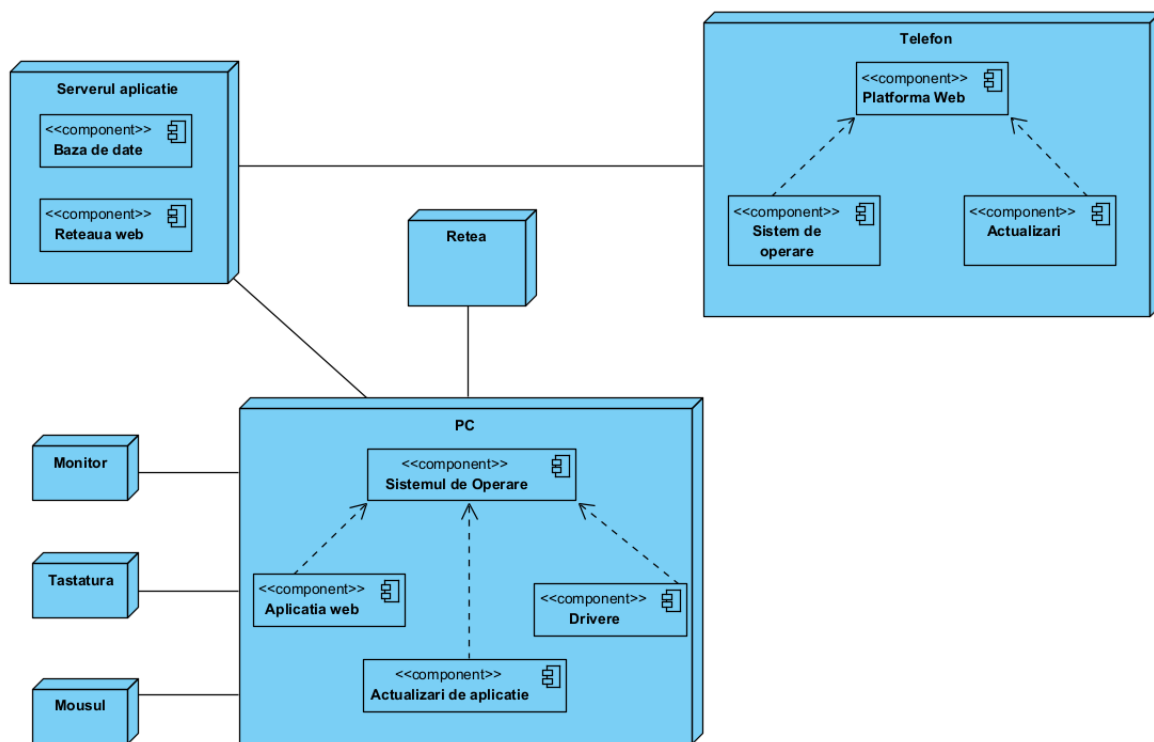 Serverul aplicatie
<<component>>
Baza de date
<<component>>
Reteaua web
Telefon
<<component>>
Platforma Web
<<component>>
Sistem de
operare
<<component>>
Actualizari
Retea
Monitor
Tastatura
Mousul
PC
<<component>>
Sistemul de Operare
<<component>>
Aplicatia web
<<component>>
Drivere
<<component>>
Actualizari de aplicatie